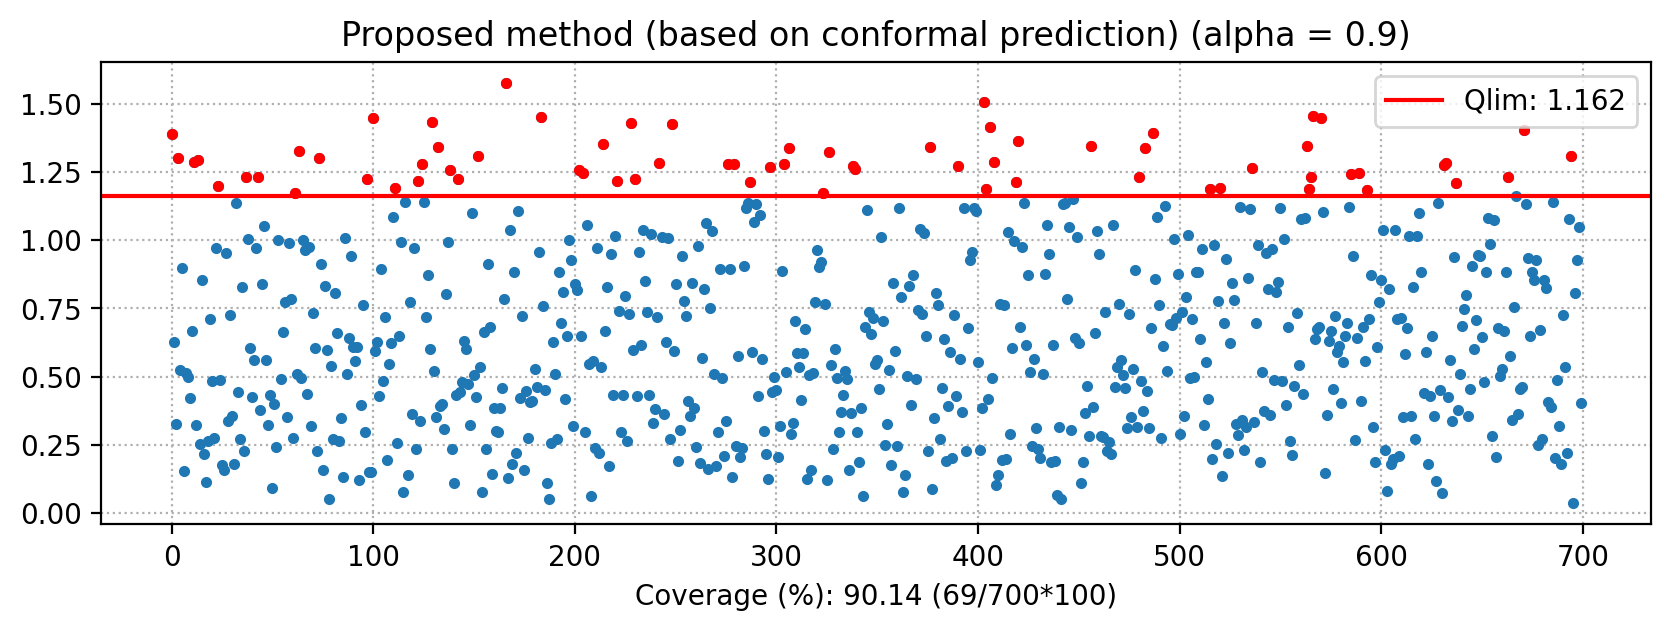 Proposed method (based on conformal prediction) (alpha = 0.9)
Qlim: 1.162
1.50
1.25
1.00
0.75
0.50
0.25
0.00
0 100 200 300 400 500 600 700
Coverage (%): 90.14 (69/700*100)